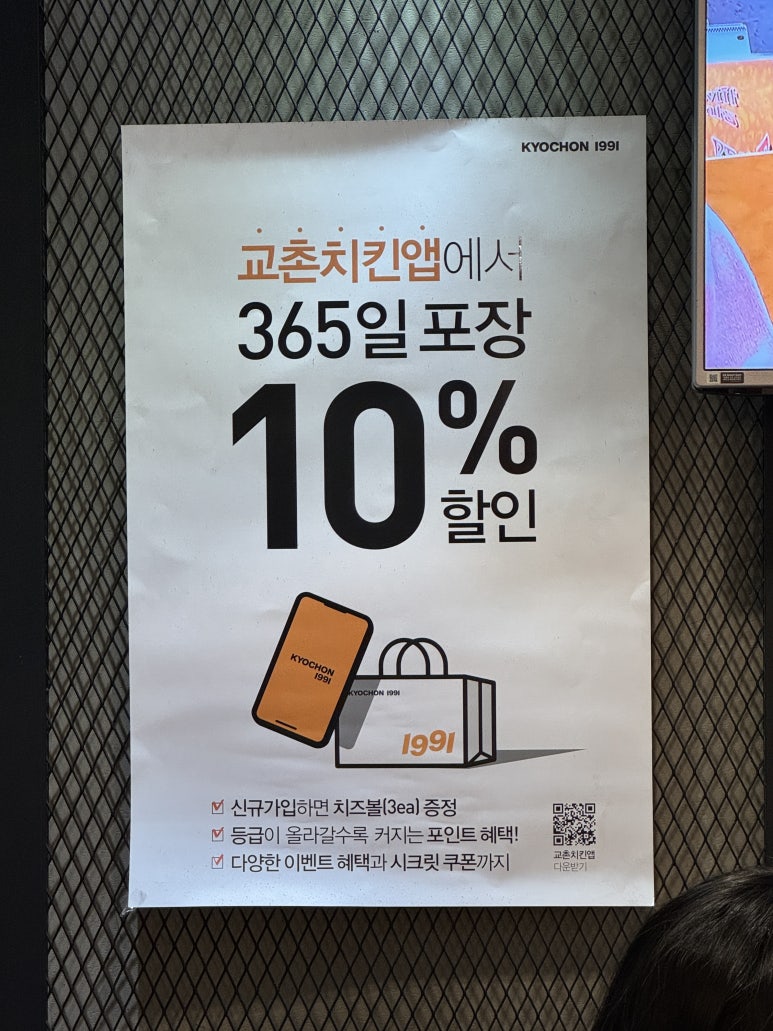 KYOCHON 1991
교촌치킨앱에서
365일 포장
10%
할인
KYOCHON
1991
KYOCHON 1991
1991
신규가입하면 치즈볼(3ea) 증정
등급이 올라갈수록 커지는 포인트 혜택!
다양한 이벤트 혜택과 시크릿 쿠폰까지
교촌치킨앱
다운받기